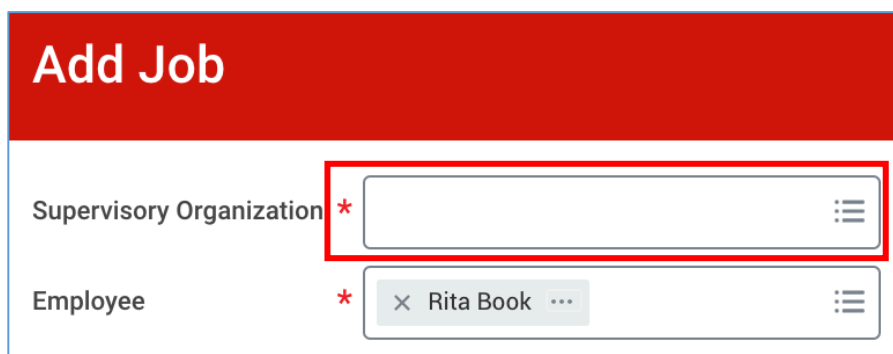 Add Job
Supervisory Organization *
Employee * × Rita Book ...